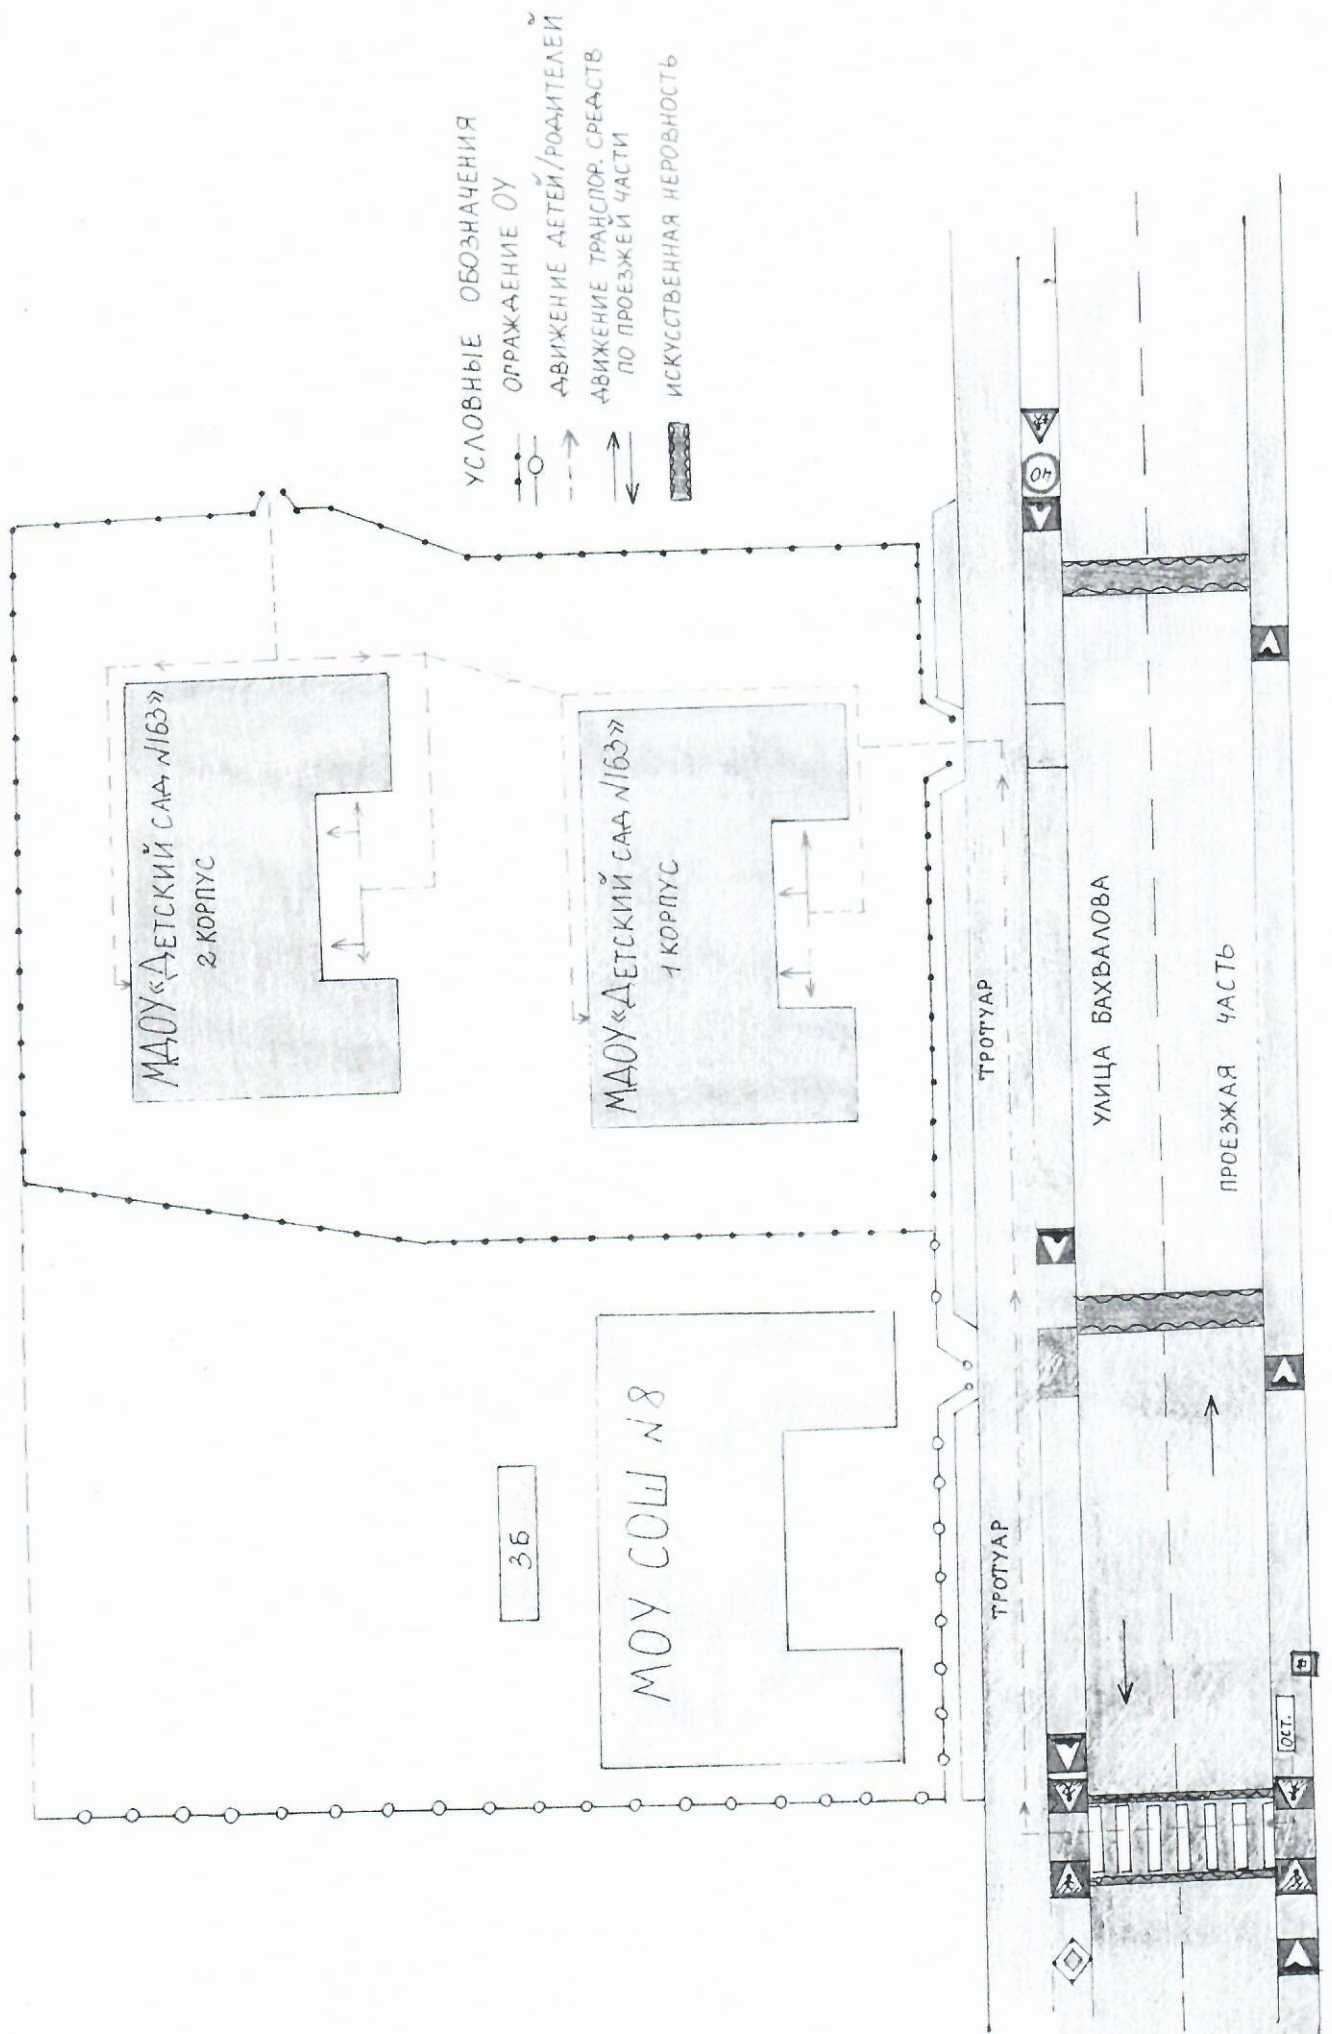 УСЛОВНЫЕ ОБОЗНАЧЕНИЯ
ОГРАЖДЕНИЕ ОУ
ДВИЖЕНИЕ ДЕТЕЙ/РОДИТЕЛЕЙ
ДВИЖЕНИЕ ТРАНСПОР. СРЕДСТВ
ПО ПРОЕЗЖЕЙ ЧАСТИ
ИСКУССТВЕННАЯ НЕРОВНОСТЬ
МДОУ «ДЕТСКИЙ САД №163»
2 КОРПУС
МДОУ «ДЕТСКИЙ САД №163»
1 КОРПУС
3Б
МОУ СОШ №8
ТРОТУАР
ТРОТУАР
40
УЛИЦА БАХВАЛОВА
ПРОЕЗЖАЯ ЧАСТЬ
ОСТ.